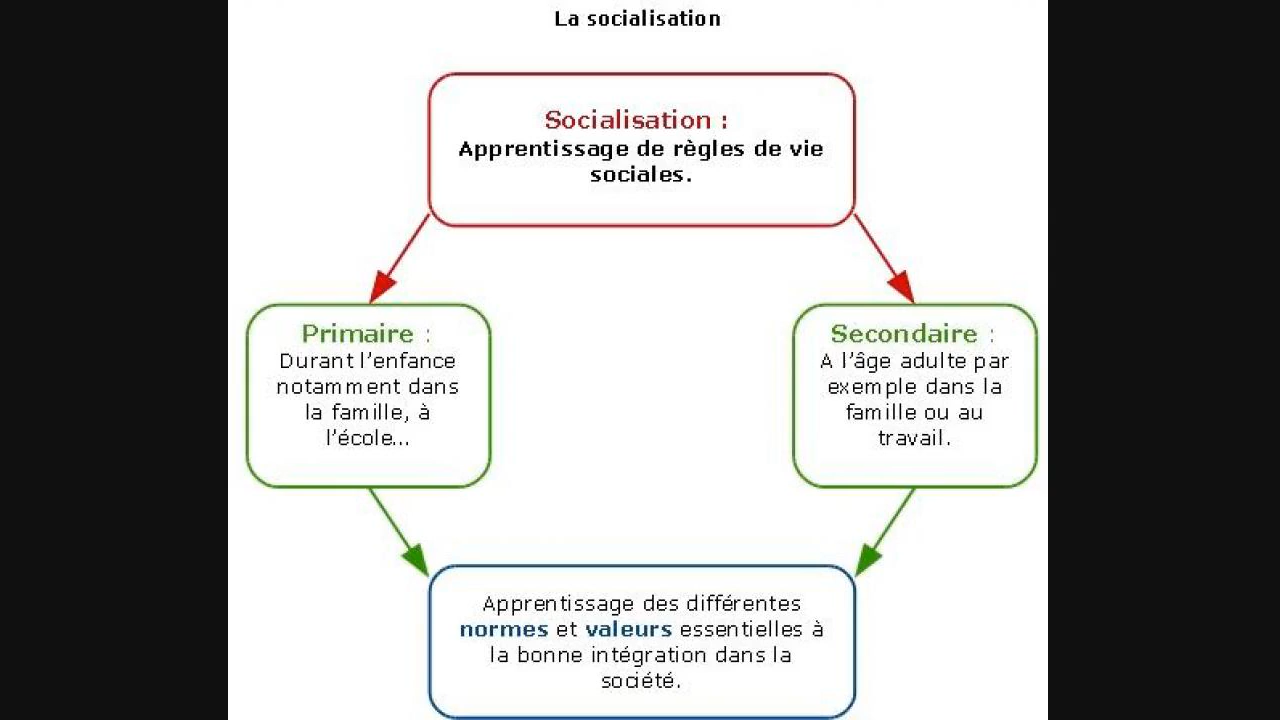 La socialisation
Socialisation :
Apprentissage de règles de vie
sociales.
Primaire :
Durant l'enfance
notamment dans
la famille, à
l'école...
Secondaire :
A l'âge adulte par
exemple dans la
famille ou au
travail.
Apprentissage des différentes
normes et valeurs essentielles à
la bonne intégration dans la
société.